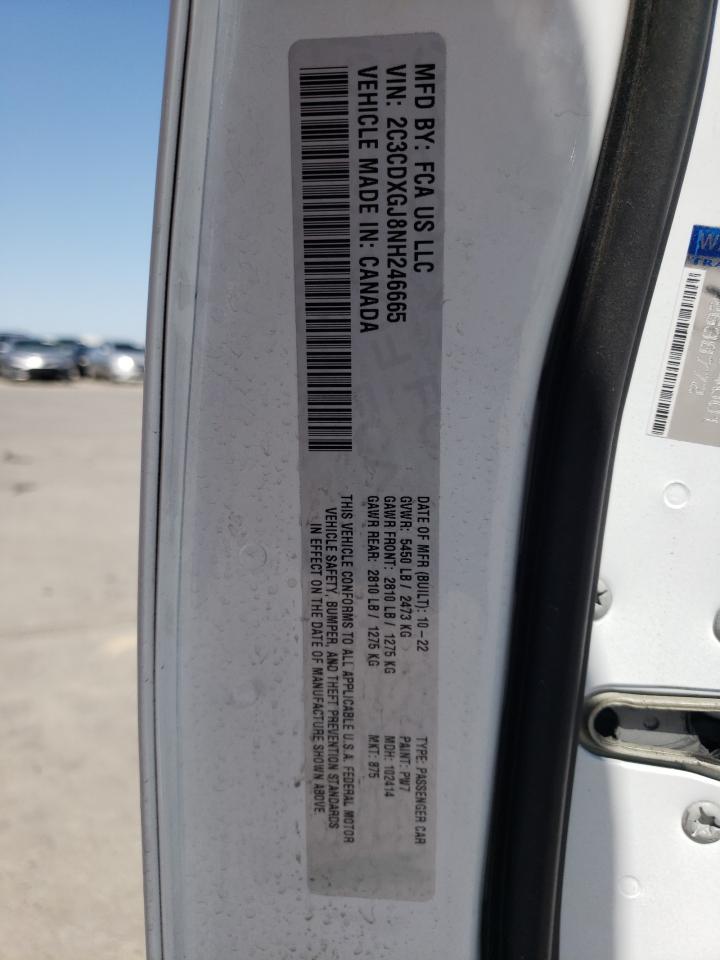 MFD BY: FCA US LLC
VIN: 2C3CDXGJ8NH246665
VEHICLE MADE IN: CANADA
DATE OF MFR (BUILT): 10-22
GVWR: 5450 LB / 2473 KG
GAWR FRONT: 2810 LB / 1275 KG
GAWR REAR: 2810 LB / 1275 KG
TYPE: PASSENGER CAR
PAINT: PW7
MDH: 102414
MKT: 875
THIS VEHICLE CONFORMS TO ALL APPLICABLE U.S.A. FEDERAL MOTOR
VEHICLE SAFETY, BUMPER, AND THEFT PREVENTION STANDARDS
IN EFFECT ON THE DATE OF MANUFACTURE SHOWN ABOVE.